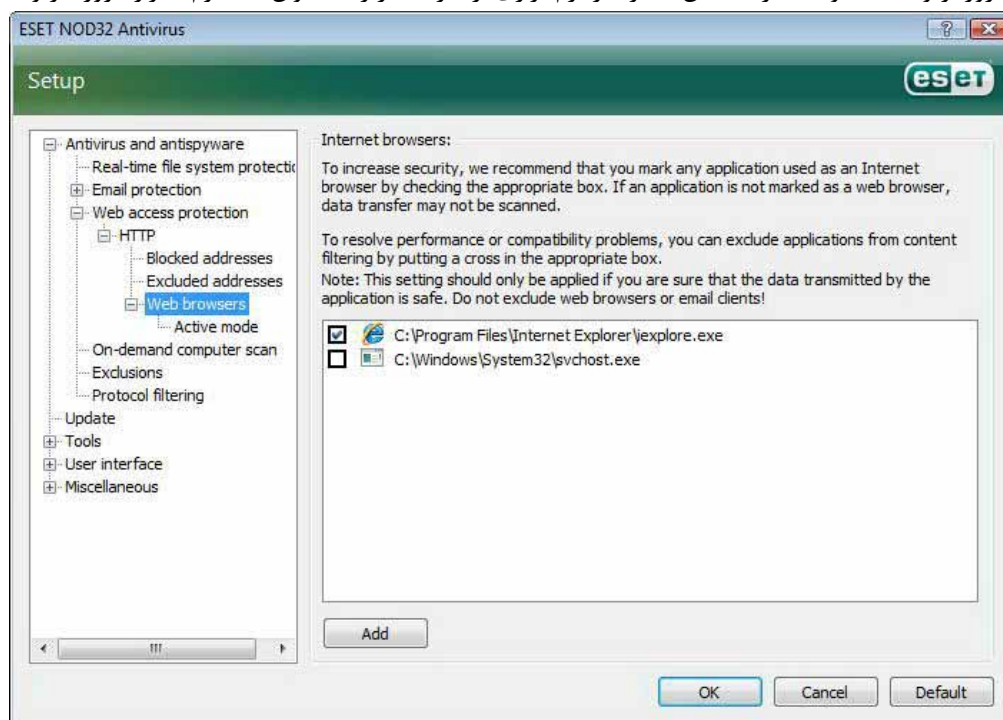 ESET NOD32 Antivirus
Setup
eset
Antivirus and antispyware
Real-time file system protectic
Email protection
Web access protection
HTTP
Blocked addresses
Excluded addresses
Web browsers
Active mode
On-demand computer scan
Exclusions
Protocol filtering
Update
Tools
User interface
Miscellaneous
Internet browsers:
To increase security, we recommend that you mark any application used as an Internet
browser by checking the appropriate box. If an application is not marked as a web browser,
data transfer may not be scanned.
To resolve performance or compatibility problems, you can exclude applications from content
filtering by putting a cross in the appropriate box.
Note: This setting should only be applied if you are sure that the data transmitted by the
application is safe. Do not exclude web browsers or email clients!
C:\Program Files\Internet Explorer\iexplore.exe
C:\Windows\System32\svchost.exe
Add
OK
Cancel
Default